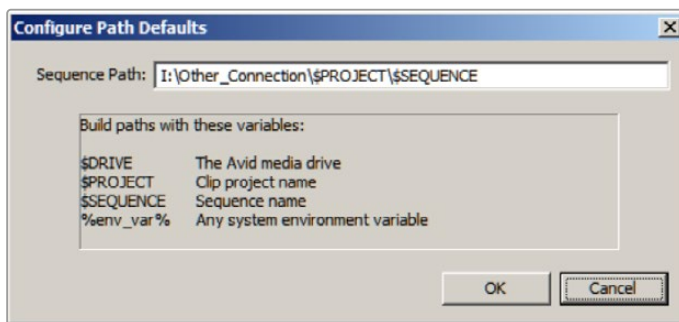 Configure Path Defaults
Sequence Path: I:\Other_Connection\$PROJECT\$SEQUENCE
Build paths with these variables:
$DRIVE The Avid media drive
$PROJECT Clip project name
$SEQUENCE Sequence name
%env_var% Any system environment variable
OK Cancel